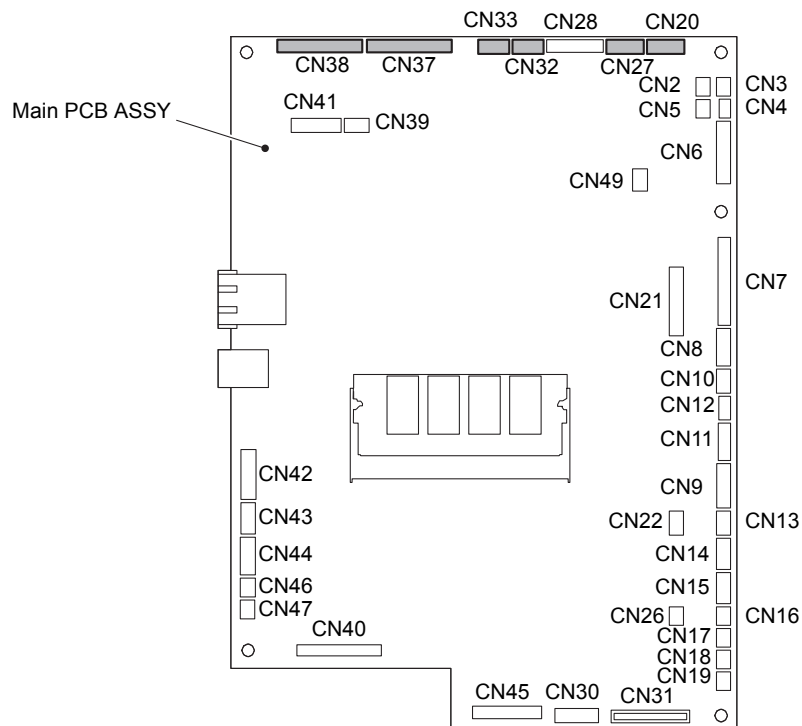 CN33 CN28 CN20
CN38 CN37 CN32 CN27
CN2 CN3
CN41 CN5 CN4
Main PCB ASSY
CN39
CN6
CN49
CN7
CN21
CN8
CN10
CN12
CN11
CN42 CN9
CN43 CN22 CN13
CN44 CN14
CN46 CN15
CN47 CN26 CN16
CN40 CN17
CN18
CN19
CN45 CN30 CN31